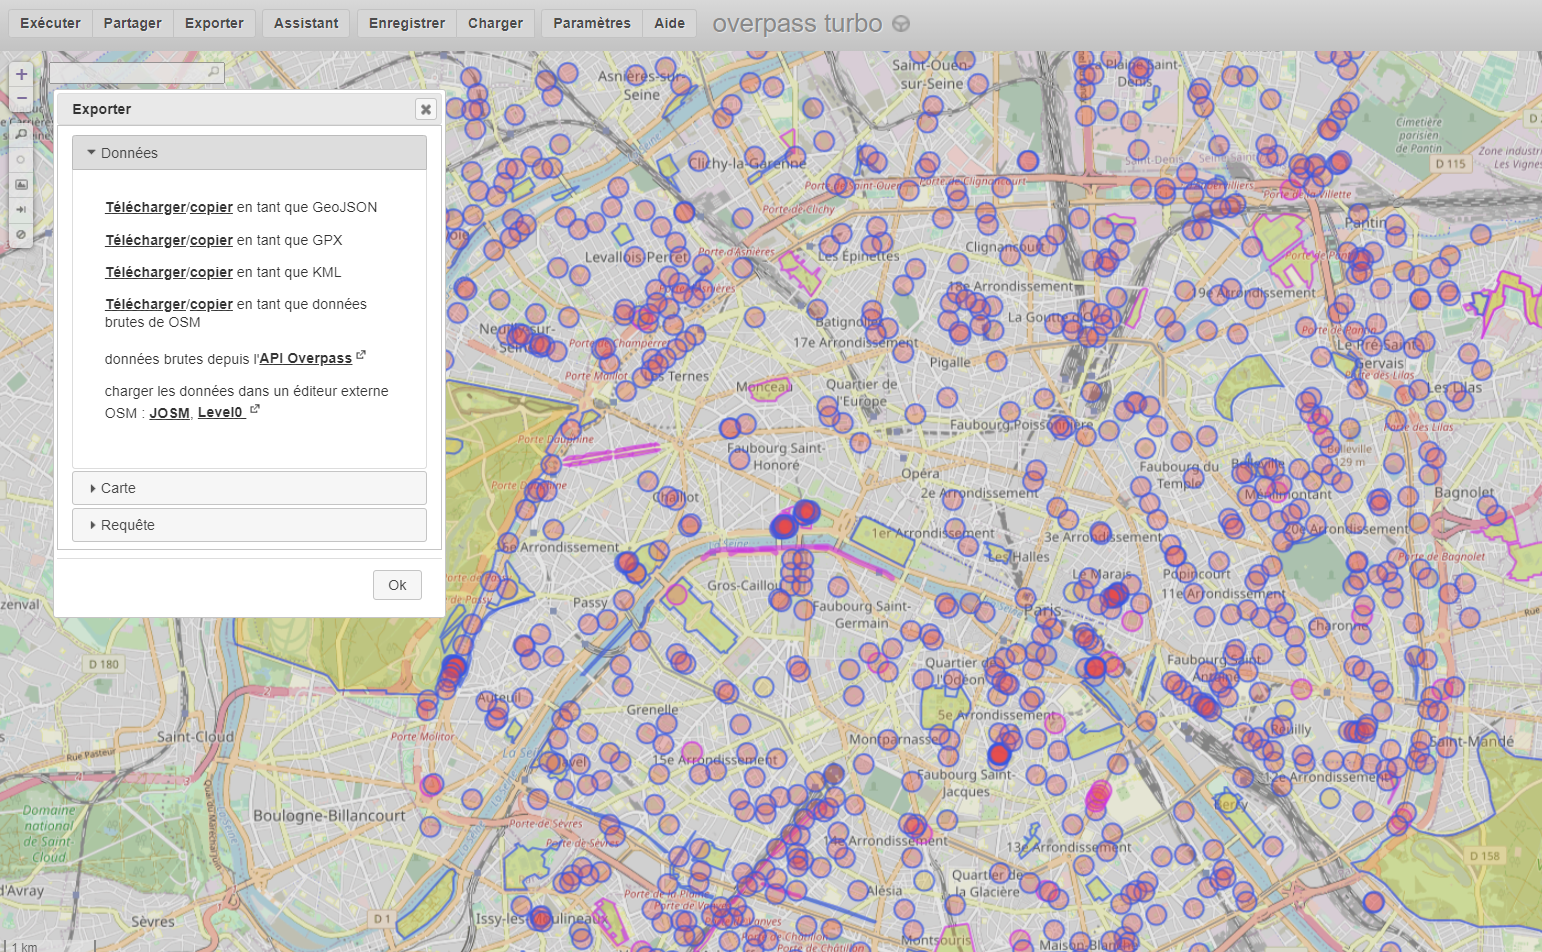 Exécuter Partager Exporter Assistant Enregistrer Charger Paramètres Aide overpass turbo
+
−
Exporter
Données
Télécharger/copier en tant que GeoJSON
Télécharger/copier en tant que GPX
Télécharger/copier en tant que KML
Télécharger/copier en tant que données
brutes de OSM
données brutes depuis l'API Overpass
charger les données dans un éditeur externe
OSM : JOSM, Level0
Carte
Requête
Ok
Asnières-sur-
Seine
Saint-Ouen-
sur-Seine
La Plaine-Saint-
Denis
Cimetière
parisien
de Pantin
Zone industri
Les Vignes
D 115
Clichy-la-Garenne
Porte de Saint-Ouen
Porte de Clignancourt
Porte de la Villette
Porte de Clichy
Pantin
Porte d'Asnières
Levallois-Perret
Les Épinettes
Clignancourt
18e Arrondissement
19e Arrondissement
Batignolles
17e Arrondissement
La Goutte d'Or
Neuilly-sur-
Seine
Porte de Champerret
Pigalle
Porte de Pantin
Le Pré-Saint-
Gervais
Porte des Lilas
Les Lilas
Porte Maillot
Les Ternes
Monceau
Quartier de
l'Europe
Faubourg Poissonnière
Porte des Lilas
Porte Dauphine
Faubourg Saint-
Honoré
Opéra
2e Arrondissement
Faubourg du
Temple
Belleville
Belleville
129 m
Ménilmontant
Bagnolet
Chaillot
1er Arrondissement
3e Arrondissement
20e Arrondissement
Les Halles
Porte de Bagnolet
La Seine
Gros-Caillou
Le Marais
Popincourt
11e Arrondissement
Porte de Passy
Passy
Faubourg Saint-
Germain
Paris
Charonne
D 180
Quartier de
l'Odéon
Faubourg Saint-
Antoine
Auteuil
Grenelle
5e Arrondissement
Reuilly
Saint-Cloud
Porte Molitor
Montparnasse
Saint-Mandé
Rue Pasteur
15e Arrondissement
Faubourg Saint-
Jacques
12e Arrondissement
Javel
Bercy
Boulogne-Billancourt
Domaine
national
de Saint-
Cloud
Porte de Sèvres
Porte de Sèvres
14e Arrondissement
13e Arrondissement
D 158
d'Avray
Sèvres
D 1
Issy-les-Moulineaux
Porte de la Plaine
Alésia
Quartier de
la Glacière
Porte de Châtillon
Montsouris
Maison-Blanche
1 km